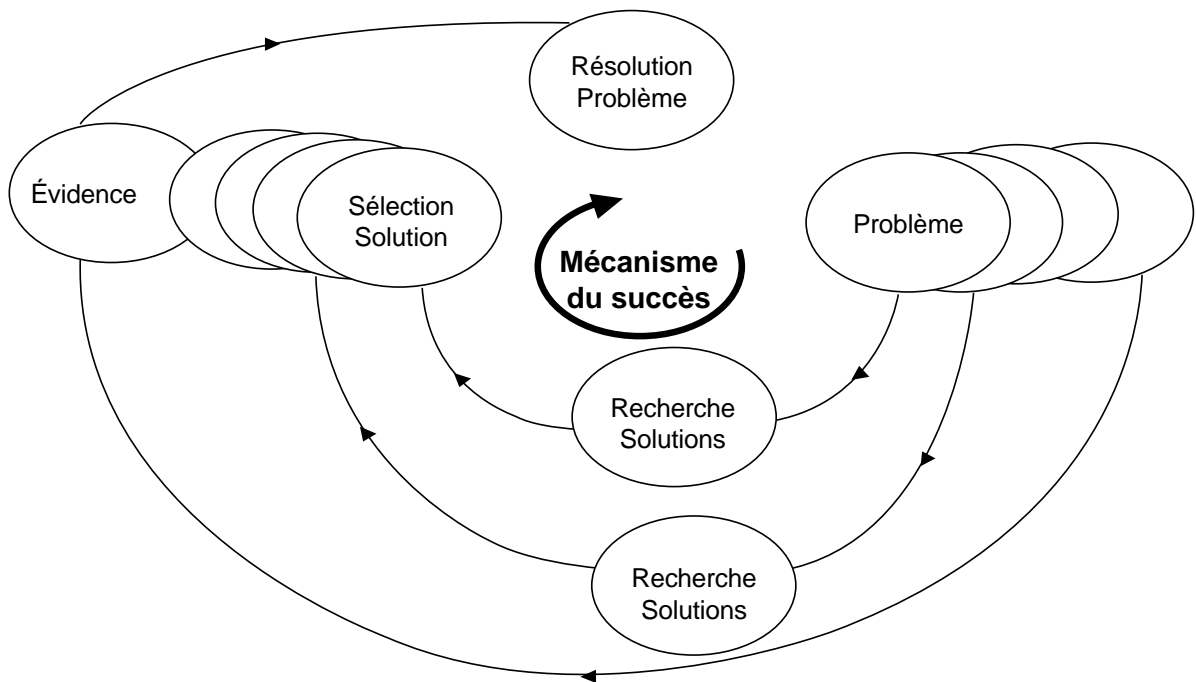 Résolution
Problème
Évidence
Sélection
Solution
Problème
Mécanisme
du succès
Recherche
Solutions
Recherche
Solutions